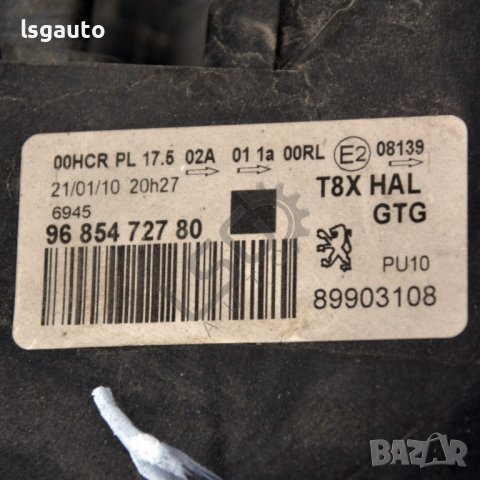 lsgauto
00HCR PL 17.5 02A 01 1a 00RL E2 08139
21/01/10 20h27
6945
96 854 727 80
T8X HAL
GTG
PU10
89903108
BAZAR